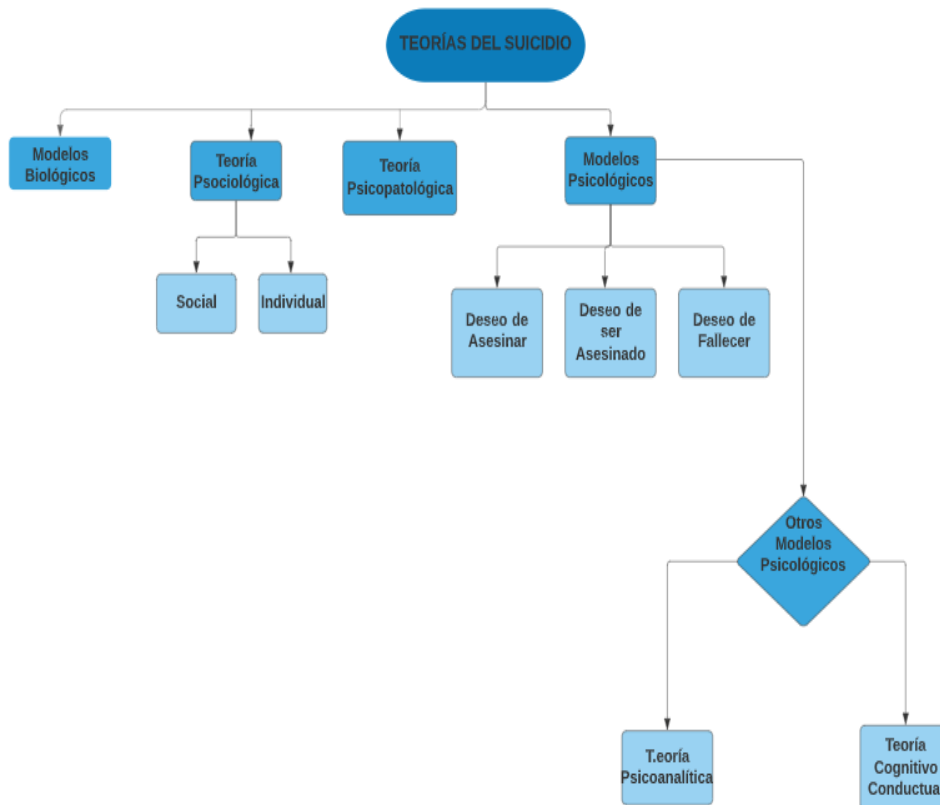 TEORÍAS DEL SUICIDIO
Modelos
Biológicos
Teoría
Psociológica
Teoría
Psicopatológica
Modelos
Psicológicos
Social
Individual
Deseo de
Asesinar
Deseo de
ser
Asesinado
Deseo de
Fallecer
Otros
Modelos
Psicológicos
T.eoría
Psicoanalítica
Teoría
Cognitivo
Conductua